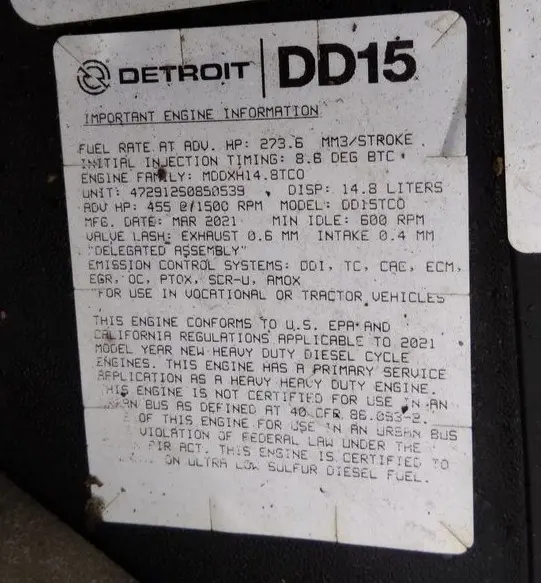 DETROIT DD15
IMPORTANT ENGINE INFORMATION
FUEL RATE AT ADV. HP: 273.6 MM3/STROKE
INITIAL INJECTION TIMING: 8.6 DEG BTC
ENGINE FAMILY: MDDXH14.8TCO
UNIT: 472912S0850539 DISP: 14.8 LITERS
ADV HP: 455 @/1500 RPM MODEL: DD15TCO
MFG. DATE: MAR 2021 MIN IDLE: 600 RPM
VALVE LASH: EXHAUST 0.6 MM INTAKE 0.4 MM
"DELEGATED ASSEMBLY"
EMISSION CONTROL SYSTEMS: DDI, TC, CAC, ECM,
EGR, OC, PTOX, SCR-U, AMOX
FOR USE IN VOCATIONAL OR TRACTOR VEHICLES
THIS ENGINE CONFORMS TO U.S. EPA AND
CALIFORNIA REGULATIONS APPLICABLE TO 2021
MODEL YEAR NEW HEAVY DUTY DIESEL CYCLE
ENGINES. THIS ENGINE HAS A PRIMARY SERVICE
APPLICATION AS A HEAVY HEAVY DUTY ENGINE.
THIS ENGINE IS NOT CERTIFIED FOR USE IN AN
BUS AS DEFINED AT 40 CFR 86.093-2.
OF THIS ENGINE FOR USE IN AN URBAN BUS
VIOLATION OF FEDERAL LAW UNDER THE
AIR ACT. THIS ENGINE IS CERTIFIED TO
ON ULTRA LOW SULFUR DIESEL FUEL.